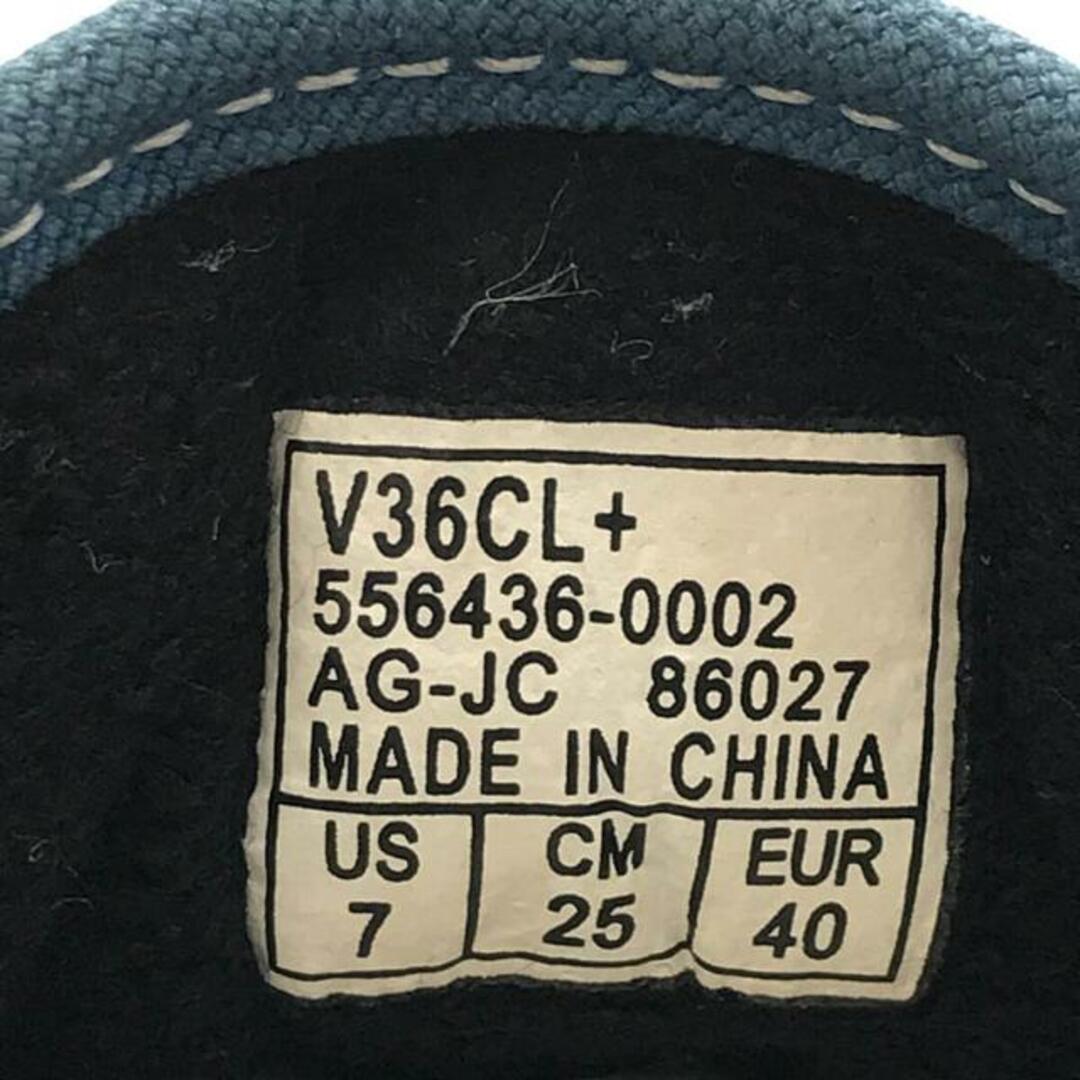 V36CL+
556436-0002
AG-JC 86027
MADE IN CHINA
US CM EUR
7 25 40